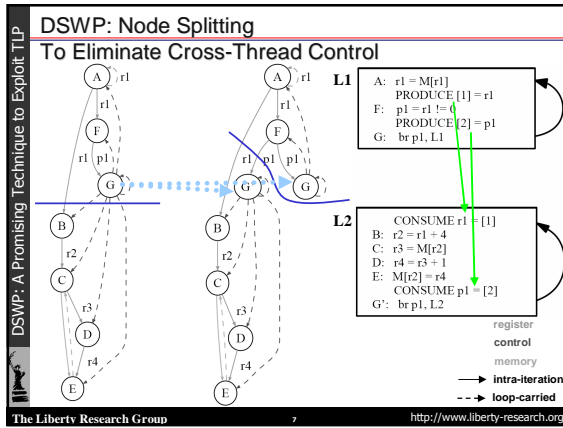 DSWP: A Promising Technique to Exploit TLP
DSWP: Node Splitting
To Eliminate Cross-Thread Control
A
r1
r1
F
r1
G
B
r2
C
r3
D
r4
E
A
r1
r1
F
r1
p1
p1
G
G
B
r2
C
r3
D
r4
E
L1
A: r1 = M[r1]
PRODUCE [1] = r1
F: p1 = r1 != 0
PRODUCE [2] = p1
G: br p1, L1
L2
CONSUME r1 = [1]
B: r2 = r1 + 4
C: r3 = M[r2]
D: r4 = r3 + 1
E: M[r2] = r4
CONSUME p1 = [2]
G': br p1, L2
register
control
memory
intra-iteration
loop-carried
The Liberty Research Group
7
http://www.liberty-research.org